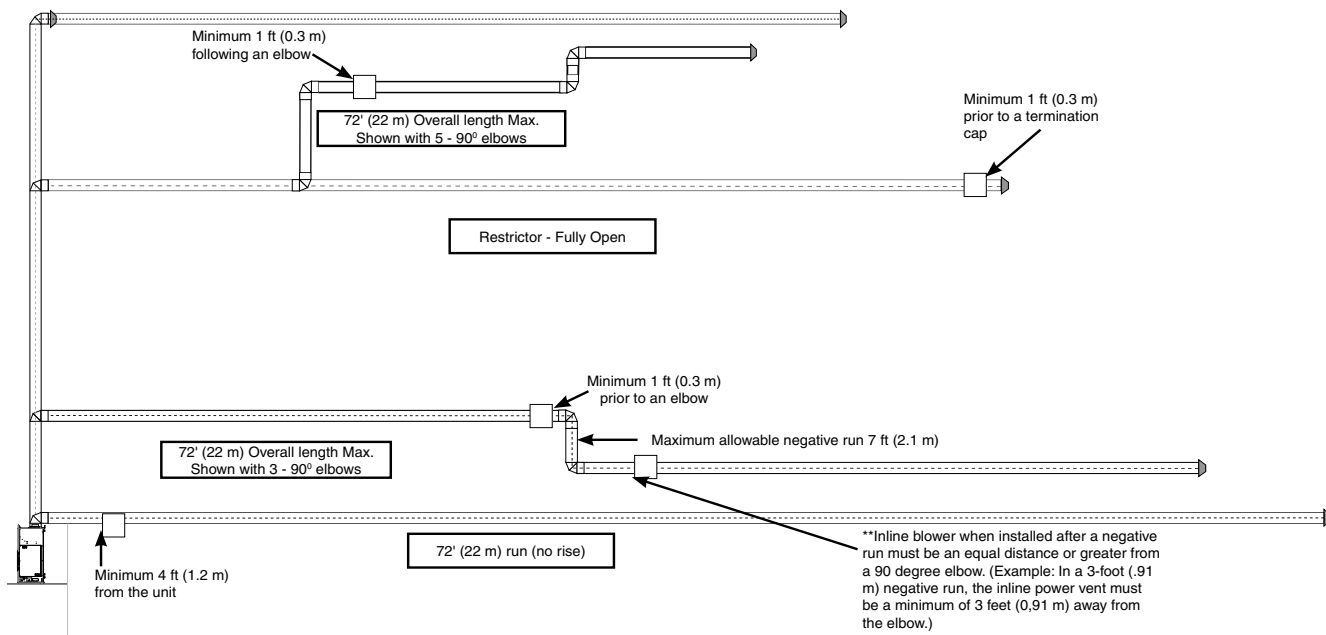 Minimum 1 ft (0.3 m)
following an elbow
72' (22 m) Overall length Max.
Shown with 5 - 90⁰ elbows
Minimum 1 ft (0.3 m)
prior to a termination
cap
Restrictor - Fully Open
Minimum 1 ft (0.3 m)
prior to an elbow
Maximum allowable negative run 7 ft (2.1 m)
72' (22 m) Overall length Max.
Shown with 3 - 90⁰ elbows
72' (22 m) run (no rise)
Minimum 4 ft (1.2 m)
from the unit
**Inline blower when installed after a negative
run must be an equal distance or greater from
a 90 degree elbow. (Example: In a 3-foot (.91
m) negative run, the inline power vent must
be a minimum of 3 feet (0,91 m) away from
the elbow.)